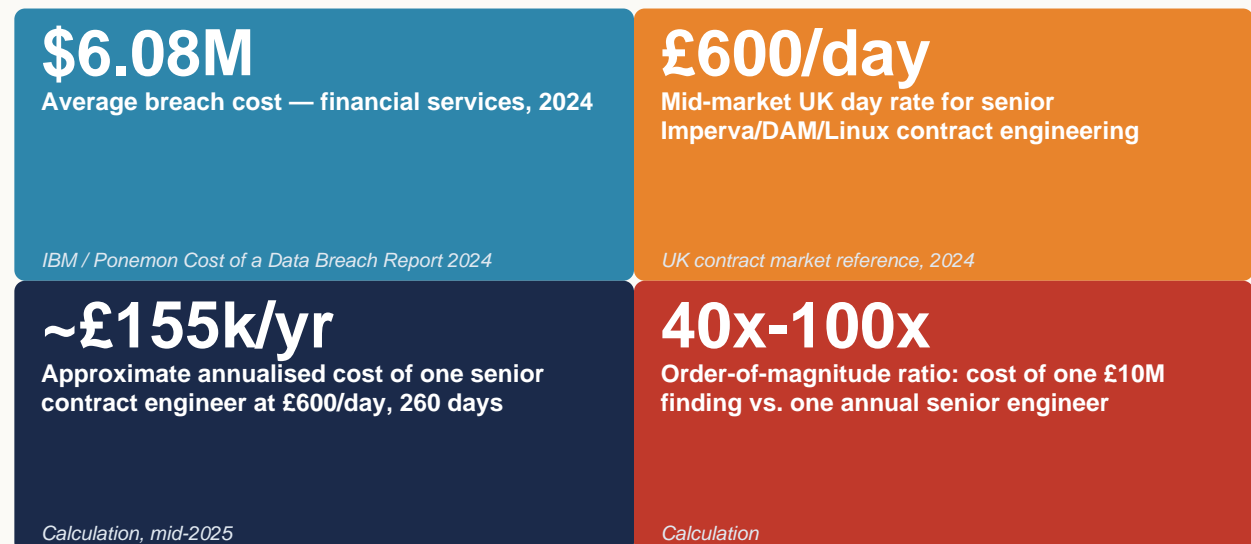 $6.08M
Average breach cost — financial services, 2024
IBM / Ponemon Cost of a Data Breach Report 2024
£600/day
Mid-market UK day rate for senior
Imperva/DAM/Linux contract engineering
UK contract market reference, 2024
~£155k/yr
Approximate annualised cost of one senior
contract engineer at £600/day, 260 days
Calculation, mid-2025
40x-100x
Order-of-magnitude ratio: cost of one £10M
finding vs. one annual senior engineer
Calculation